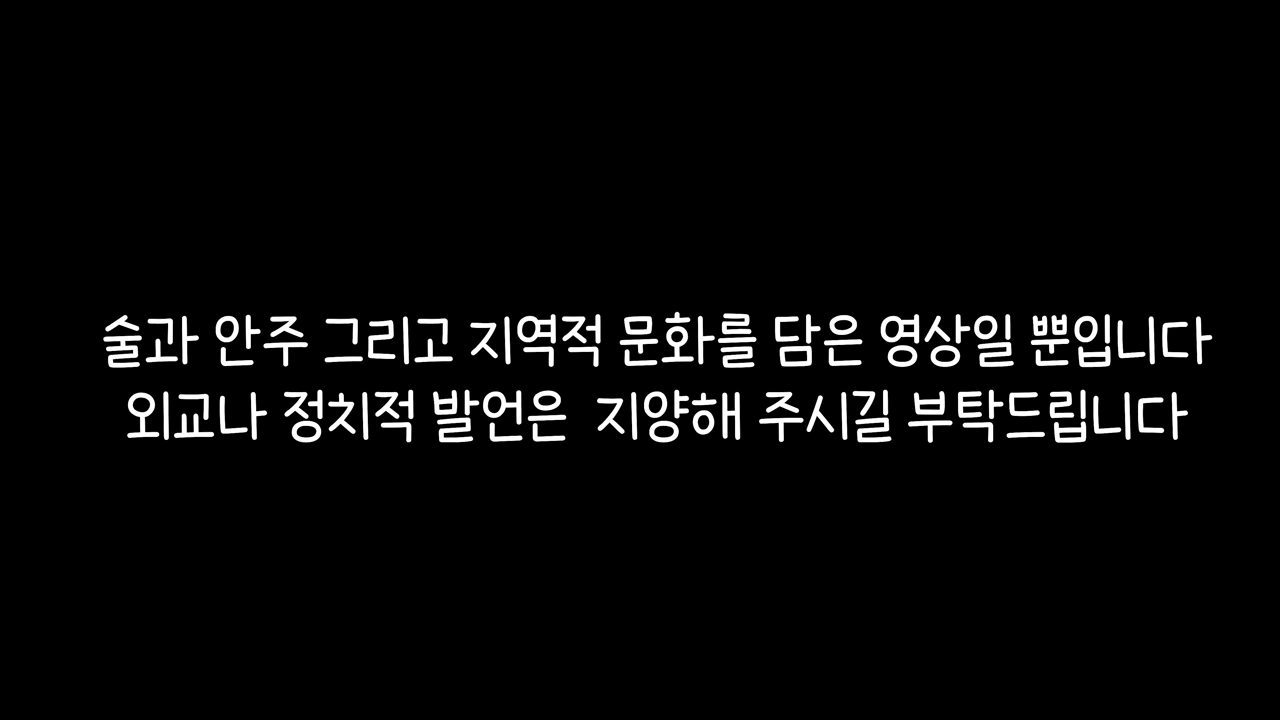 술과 안주 그리고 지역적 문화를 담은 영상일 뿐입니다
외교나 정치적 발언은 지양해 주시길 부탁드립니다